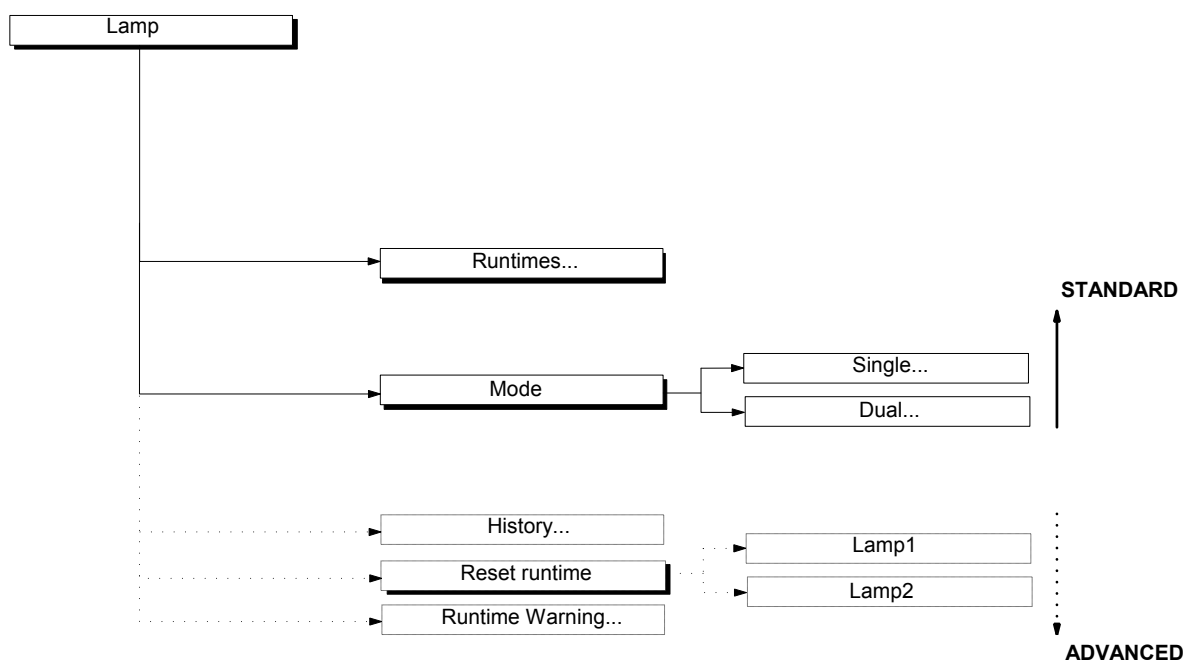 Lamp
Runtimes...
STANDARD
Single...
Mode
Dual...
History...
Lamp1
Reset runtime
Lamp2
Runtime Warning...
ADVANCED